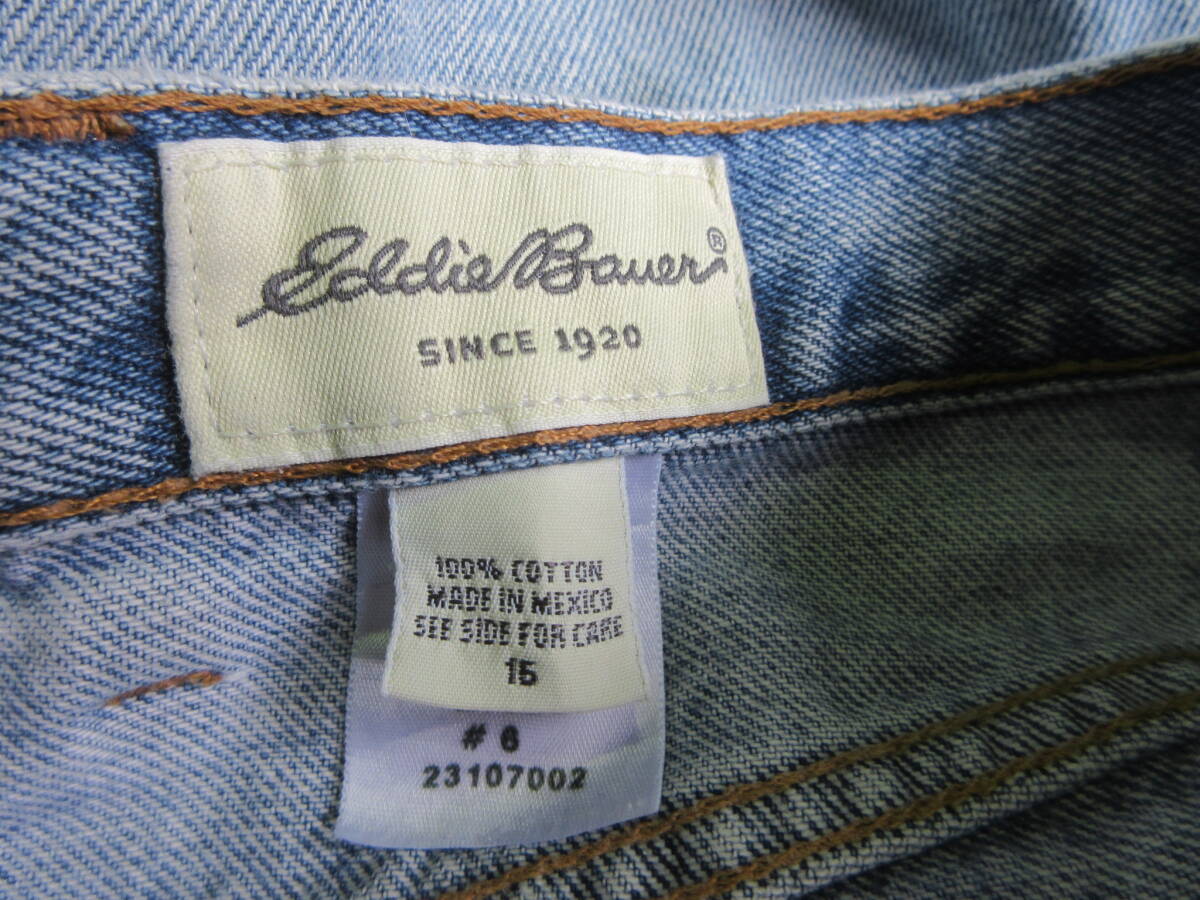 Eddie Bauer®
SINCE 1920
100% COTTON
MADE IN MEXICO
SEE SIDE FOR CARE
15
# 6
23107002